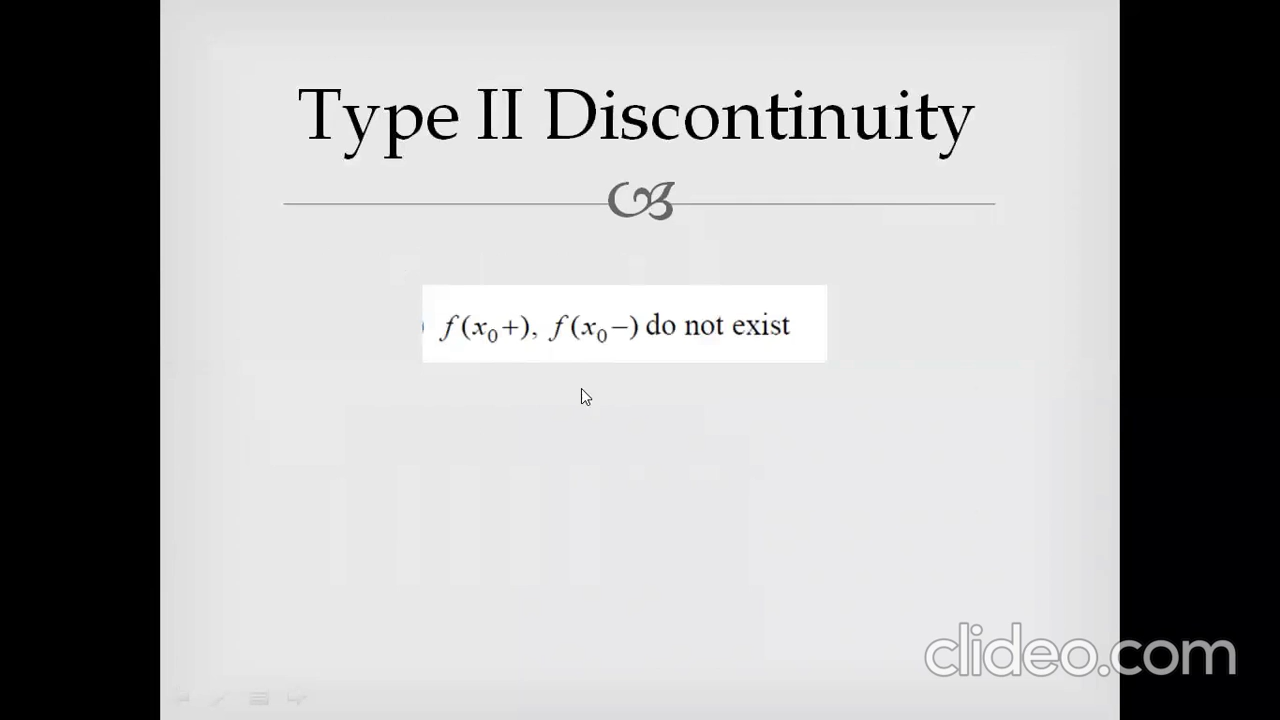 Type II Discontinuity
f(x₀+), f(x₀−) do not exist
clideo.com